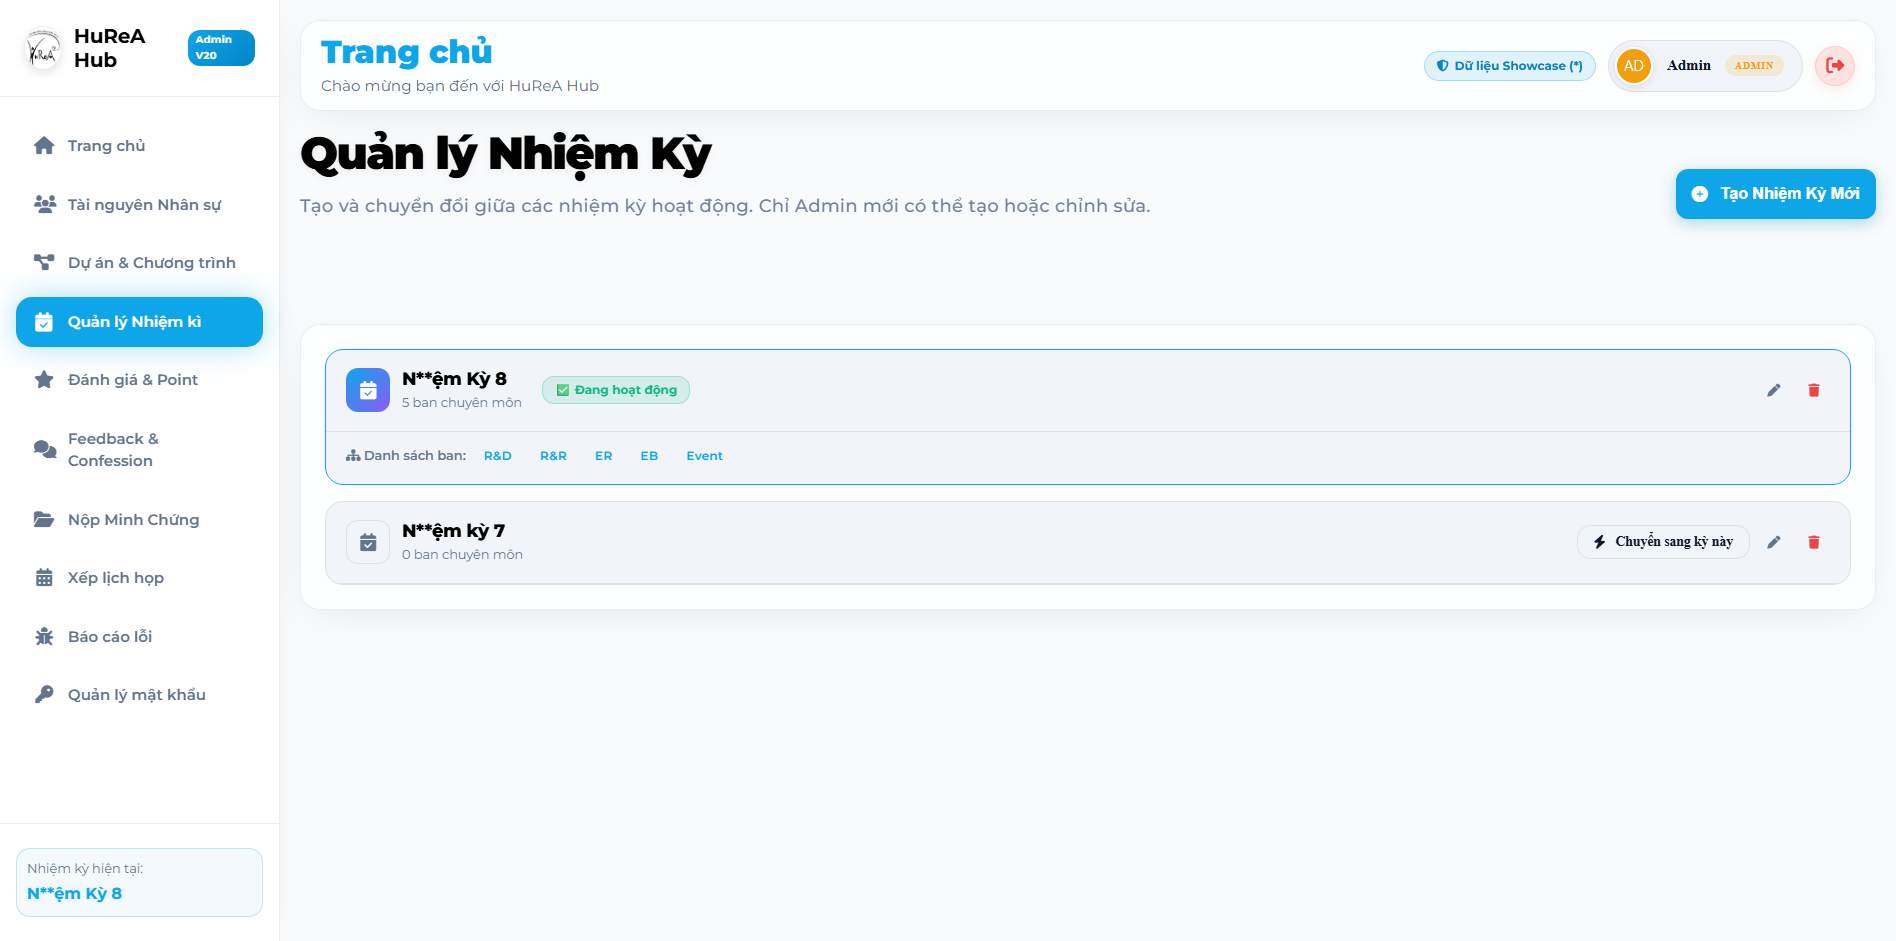 HuReA
Hub
Admin
V20
Trang chủ
Tài nguyên Nhân sự
Dự án & Chương trình
Quản lý Nhiệm kì
Đánh giá & Point
Feedback &
Confession
Nộp Minh Chứng
Xếp lịch họp
Báo cáo lỗi
Quản lý mật khẩu
Nhiệm kỳ hiện tại:
N**ệm Kỳ 8
Trang chủ
Chào mừng bạn đến với HuReA Hub
Dữ liệu Showcase (*)
AD
Admin
ADMIN
Quản lý Nhiệm Kỳ
Tạo và chuyển đổi giữa các nhiệm kỳ hoạt động. Chỉ Admin mới có thể tạo hoặc chỉnh sửa.
Tạo Nhiệm Kỳ Mới
N**ệm Kỳ 8
5 ban chuyên môn
✅ Đang hoạt động
Danh sách ban: R&D R&R ER EB Event
N**ệm kỳ 7
0 ban chuyên môn
Chuyển sang kỳ này